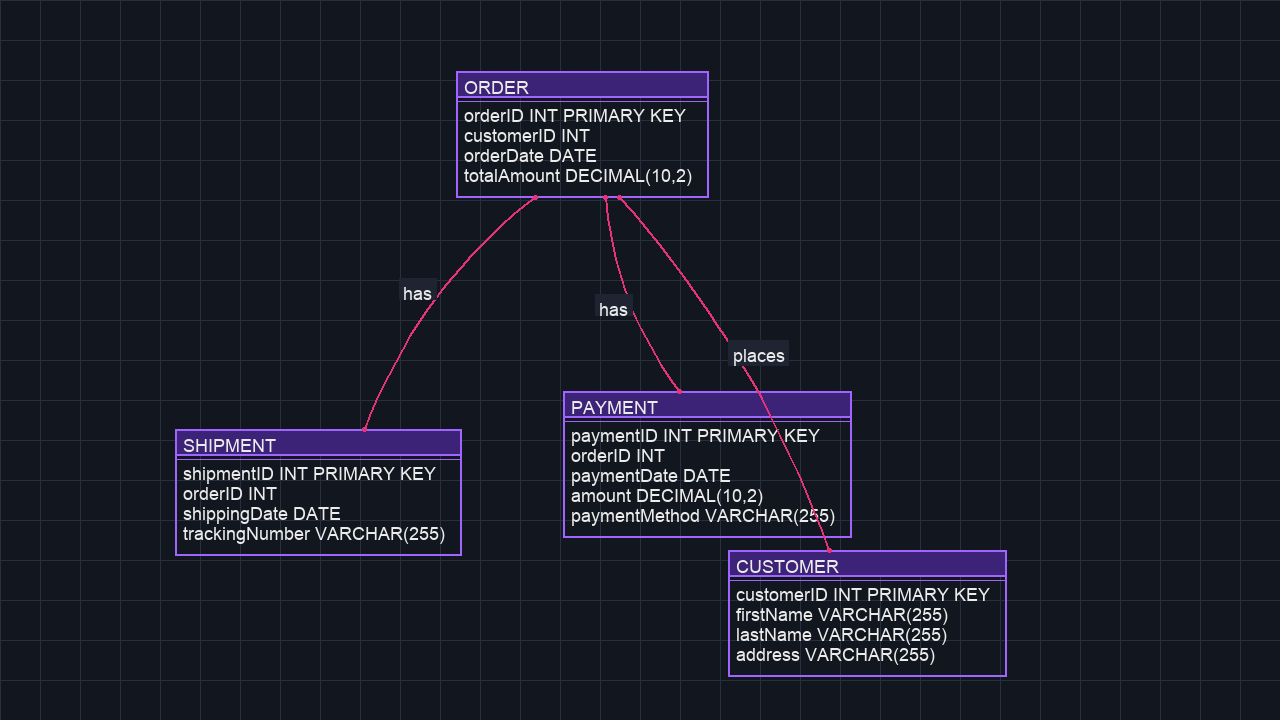 ORDER
orderID INT PRIMARY KEY
customerID INT
orderDate DATE
totalAmount DECIMAL(10,2)
has
has
places
PAYMENT
paymentID INT PRIMARY KEY
orderID INT
paymentDate DATE
amount DECIMAL(10,2)
paymentMethod VARCHAR(255)
SHIPMENT
shipmentID INT PRIMARY KEY
orderID INT
shippingDate DATE
trackingNumber VARCHAR(255)
CUSTOMER
customerID INT PRIMARY KEY
firstName VARCHAR(255)
lastName VARCHAR(255)
address VARCHAR(255)